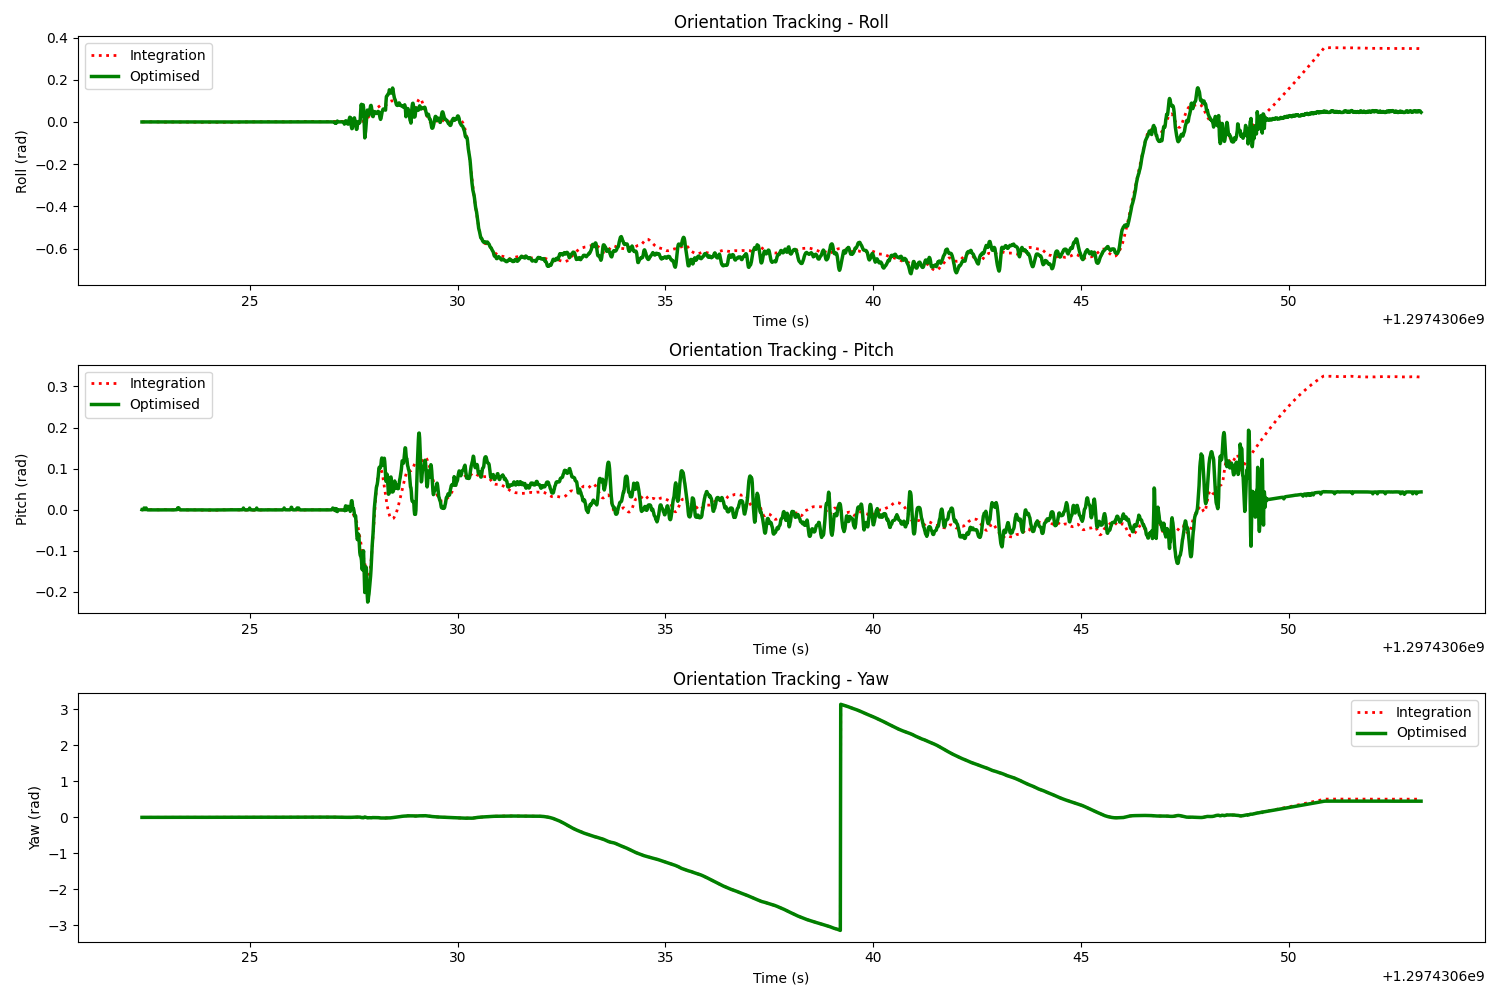 Orientation Tracking - Roll
Roll (rad)
0.4
0.2
0.0
−0.2
−0.4
−0.6
Integration
Optimised
25 30 35 40 45 50
Time (s)
+1.2974306e9
Orientation Tracking - Pitch
Pitch (rad)
0.3
0.2
0.1
0.0
−0.1
−0.2
Integration
Optimised
25 30 35 40 45 50
Time (s)
+1.2974306e9
Orientation Tracking - Yaw
Yaw (rad)
3
2
1
0
−1
−2
−3
Integration
Optimised
25 30 35 40 45 50
Time (s)
+1.2974306e9